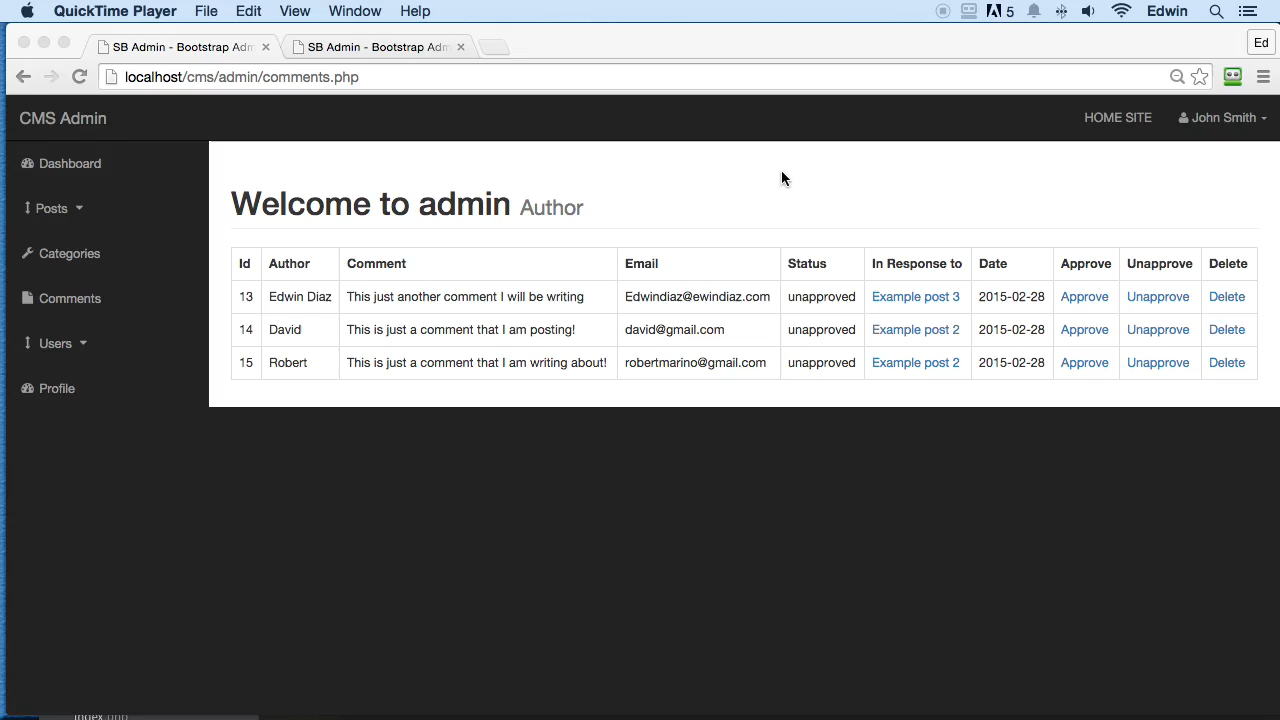 QuickTime Player File Edit View Window Help 5 Edwin
SB Admin - Bootstrap Adm SB Admin - Bootstrap Adm Ed
localhost/cms/admin/comments.php
CMS Admin HOME SITE John Smith
Dashboard
Posts
Categories
Comments
Users
Profile
Welcome to admin Author
Id Author Comment Email Status In Response to Date Approve Unapprove Delete
13 Edwin Diaz This just another comment I will be writing Edwindiaz@ewindiaz.com unapproved Example post 3 2015-02-28 Approve Unapprove Delete
14 David This is just a comment that I am posting! david@gmail.com unapproved Example post 2 2015-02-28 Approve Unapprove Delete
15 Robert This is just a comment that I am writing about! robertmarino@gmail.com unapproved Example post 2 2015-02-28 Approve Unapprove Delete
index.php